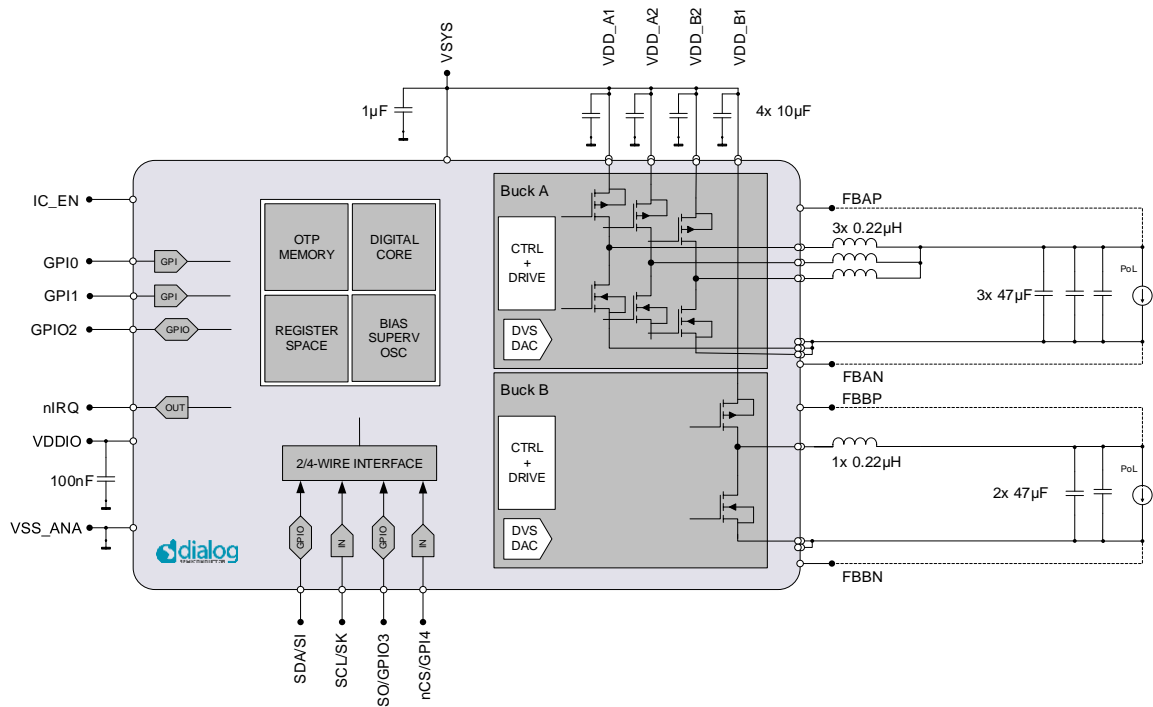 VSYS
VDD_A1
VDD_A2
VDD_B2
VDD_B1
1µF
4x 10µF
IC_EN
GPI0
GPI
GPI1
GPI
GPIO2
GPIO
nIRQ
OUT
VDDIO
100nF
VSS_ANA
OTP
MEMORY
DIGITAL
CORE
REGISTER
SPACE
BIAS
SUPERV
OSC
2/4-WIRE INTERFACE
GPIO
IN
GPIO
IN
dialog
SEMICONDUCTOR
SDA/SI
SCL/SK
SO/GPIO3
nCS/GPI4
Buck A
CTRL
+
DRIVE
DVS
DAC
Buck B
CTRL
+
DRIVE
DVS
DAC
FBAP
3x 0.22µH
3x 47µF
PoL
FBAN
FBBP
1x 0.22µH
2x 47µF
PoL
FBBN